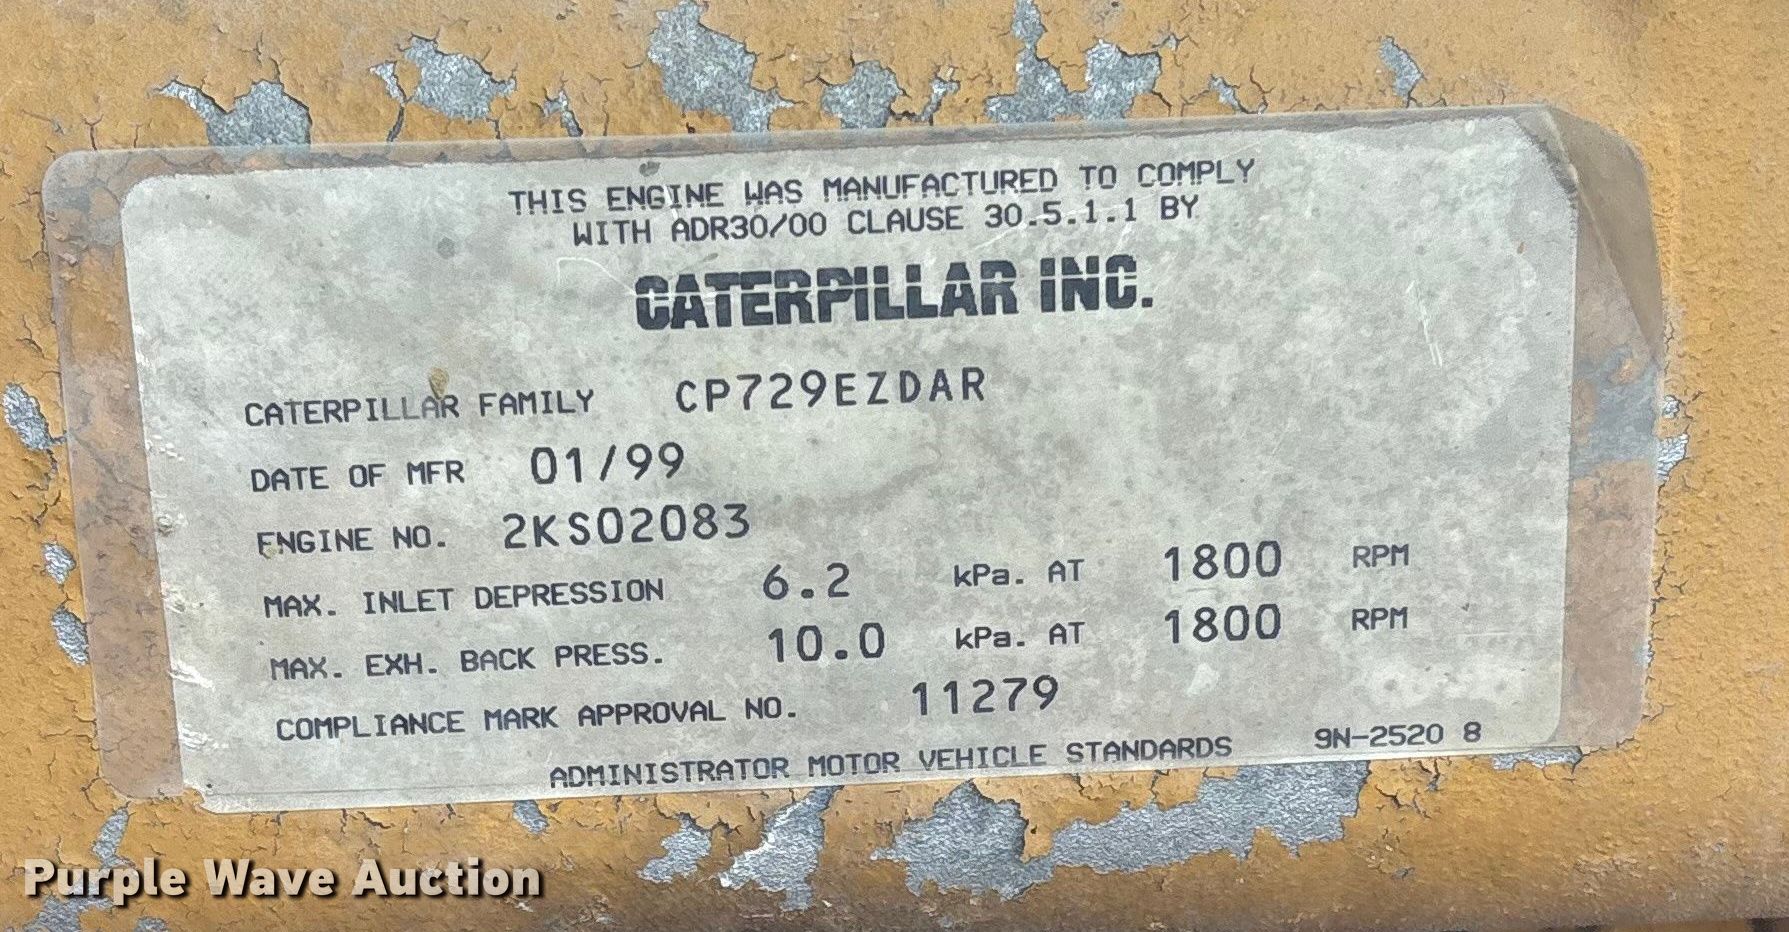 THIS ENGINE WAS MANUFACTURED TO COMPLY
WITH ADR30/00 CLAUSE 30.5.1.1 BY
CATERPILLAR INC.
CATERPILLAR FAMILY CP729EZDAR
DATE OF MFR 01/99
ENGINE NO. 2KS02083
MAX. INLET DEPRESSION 6.2 kPa. AT 1800 RPM
MAX. EXH. BACK PRESS. 10.0 kPa. AT 1800 RPM
COMPLIANCE MARK APPROVAL NO. 11279
ADMINISTRATOR MOTOR VEHICLE STANDARDS 9N-2520 8
Purple Wave Auction